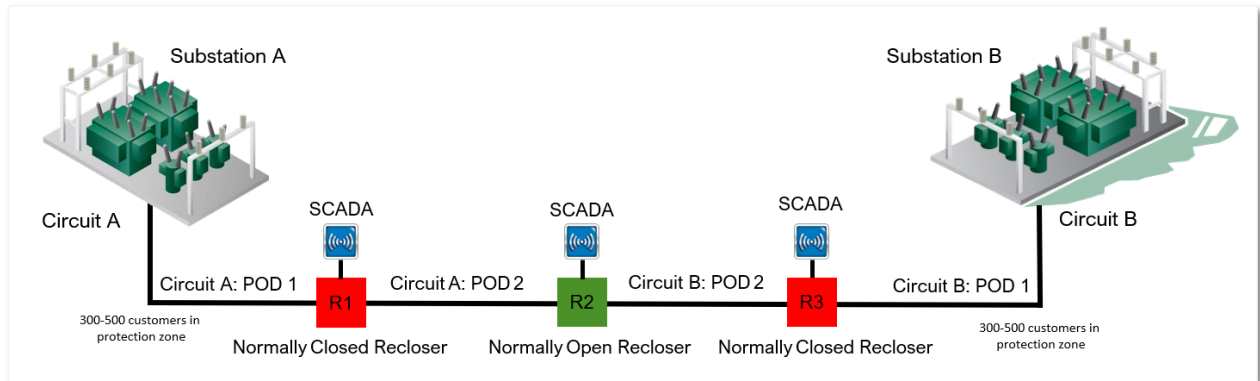 Substation A
Substation B
Circuit A
SCADA
SCADA
SCADA
Circuit B
Circuit A: POD 1
R1
Circuit A: POD 2
R2
Circuit B: POD 2
R3
Circuit B: POD 1
300-500 customers in
protection zone
Normally Closed Recloser
Normally Open Recloser
Normally Closed Recloser
300-500 customers in
protection zone